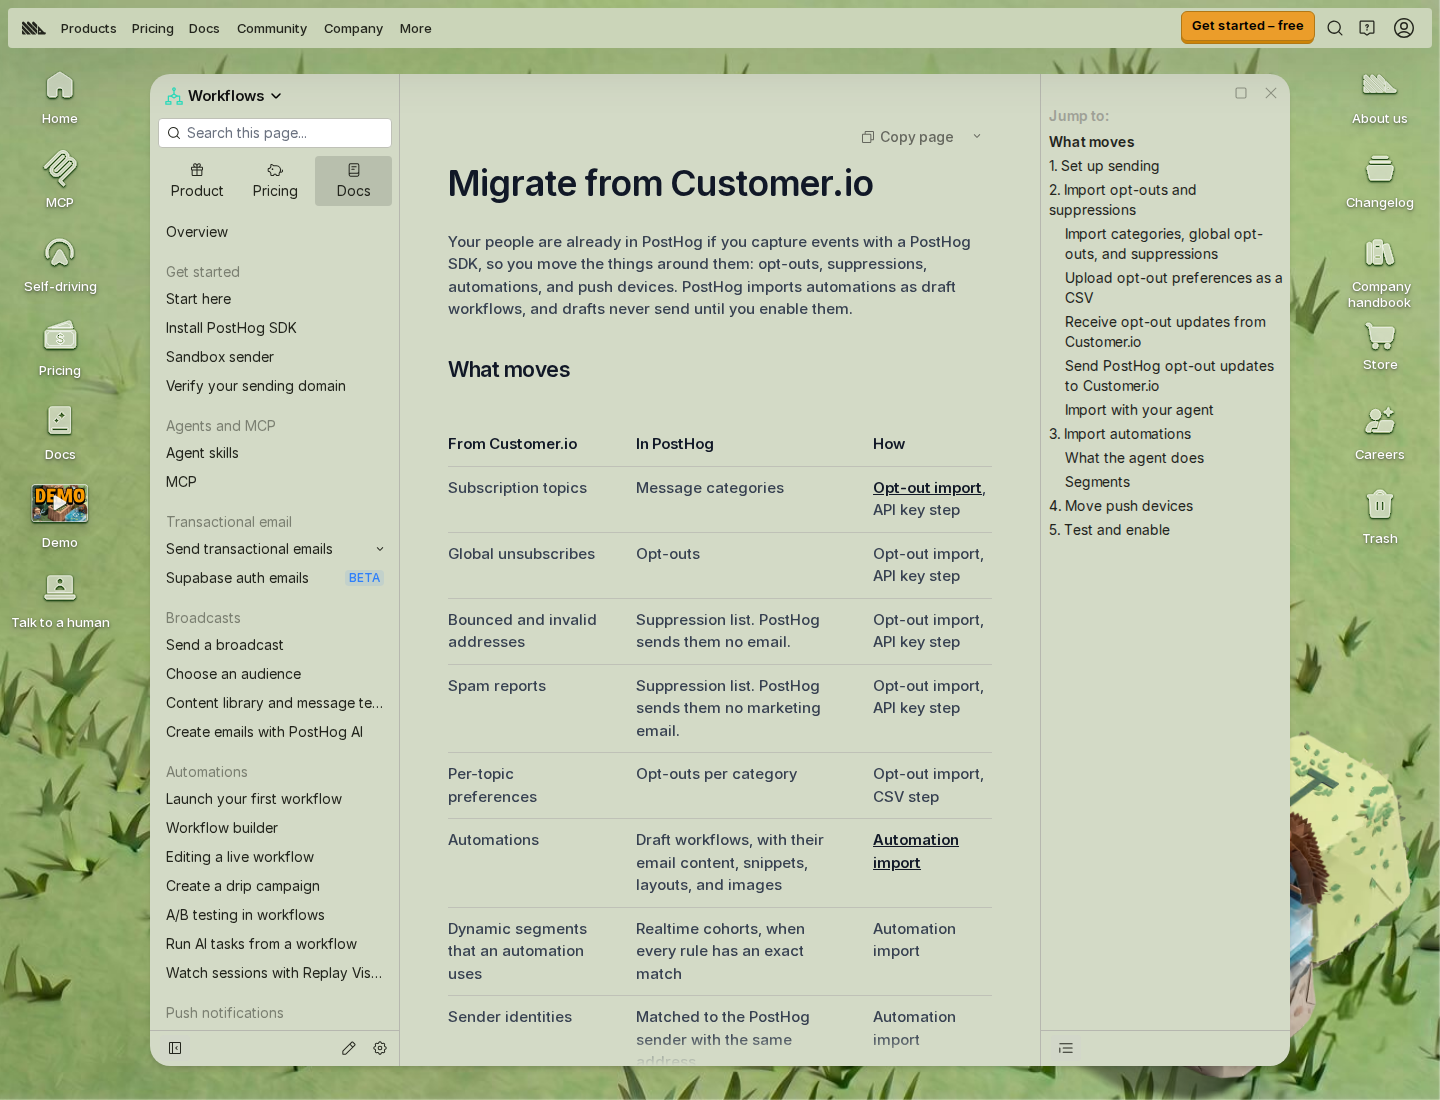 Products Pricing Docs Community Company More
Get started – free
Home
MCP
Self-driving
Pricing
Docs
DEMO
Demo
Talk to a human
Workflows
Search this page...
Product Pricing Docs
Overview
Get started
Start here
Install PostHog SDK
Sandbox sender
Verify your sending domain
Agents and MCP
Agent skills
MCP
Transactional email
Send transactional emails
Supabase auth emails BETA
Broadcasts
Send a broadcast
Choose an audience
Content library and message te...
Create emails with PostHog AI
Automations
Launch your first workflow
Workflow builder
Editing a live workflow
Create a drip campaign
A/B testing in workflows
Run AI tasks from a workflow
Watch sessions with Replay Vis...
Push notifications
Copy page
Migrate from Customer.io
Your people are already in PostHog if you capture events with a PostHog
SDK, so you move the things around them: opt-outs, suppressions,
automations, and push devices. PostHog imports automations as draft
workflows, and drafts never send until you enable them.
What moves
From Customer.io In PostHog How
Subscription topics Message categories Opt-out import,
API key step
Global unsubscribes Opt-outs Opt-out import,
API key step
Bounced and invalid Suppression list. PostHog Opt-out import,
addresses sends them no email. API key step
Spam reports Suppression list. PostHog Opt-out import,
sends them no marketing API key step
email.
Per-topic Opt-outs per category Opt-out import,
preferences CSV step
Automations Draft workflows, with their Automation
email content, snippets, import
layouts, and images
Dynamic segments Realtime cohorts, when Automation
that an automation every rule has an exact import
uses match
Sender identities Matched to the PostHog Automation
sender with the same import
address
Jump to:
What moves
1. Set up sending
2. Import opt-outs and
suppressions
Import categories, global opt-
outs, and suppressions
Upload opt-out preferences as a
CSV
Receive opt-out updates from
Customer.io
Send PostHog opt-out updates
to Customer.io
Import with your agent
3. Import automations
What the agent does
Segments
4. Move push devices
5. Test and enable
About us
Changelog
Company
handbook
Store
Careers
Trash